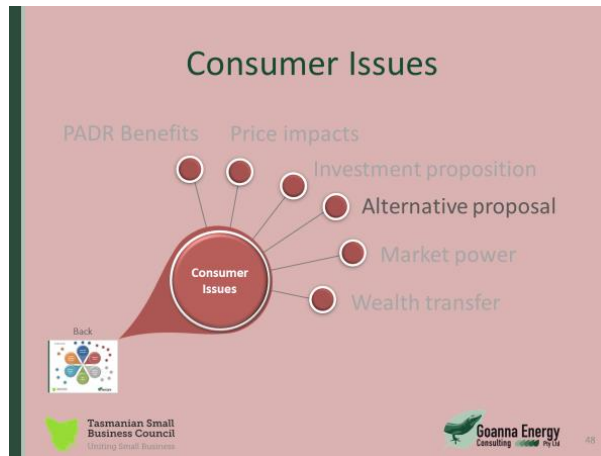 Consumer Issues
PADR Benefits
Price impacts
Investment proposition
Alternative proposal
Market power
Wealth transfer
Consumer
Issues
Back
Tasmanian Small
Business Council
Uniting Small Business
Goanna Energy
Consulting Pty Ltd
48